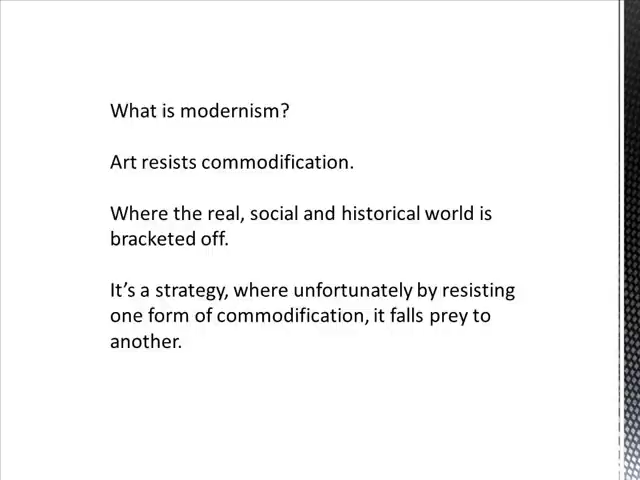 What is modernism?
Art resists commodification.
Where the real, social and historical world is
bracketed off.
It’s a strategy, where unfortunately by resisting
one form of commodification, it falls prey to
another.